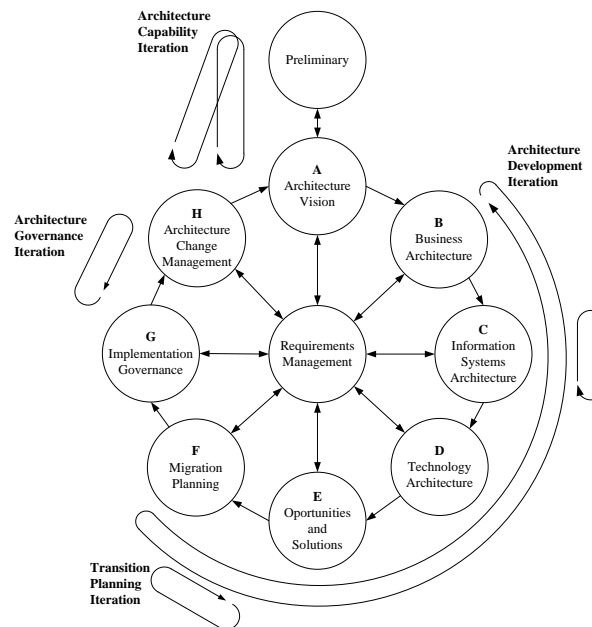 Architecture
Capability
Iteration
Preliminary
A
Architecture
Vision
Architecture
Development
Iteration
H
Architecture
Change
Management
B
Business
Architecture
Architecture
Governance
Iteration
G
Implementation
Governance
Requirements
Management
C
Information
Systems
Architecture
F
Migration
Planning
D
Technology
Architecture
E
Oportunities
and
Solutions
Transition
Planning
Iteration